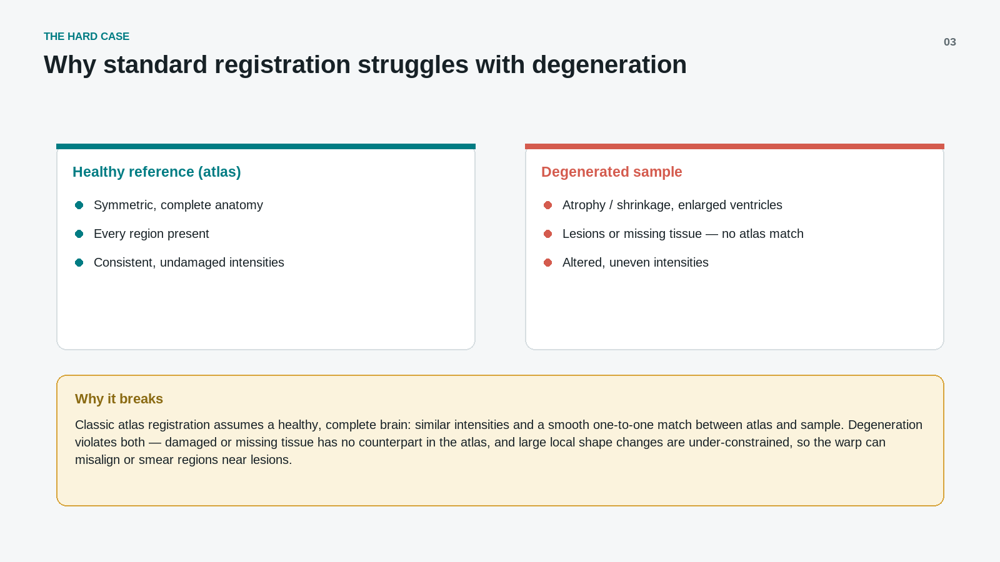 THE HARD CASE
03
Why standard registration struggles with degeneration
Healthy reference (atlas)
Symmetric, complete anatomy
Every region present
Consistent, undamaged intensities
Degenerated sample
Atrophy / shrinkage, enlarged ventricles
Lesions or missing tissue — no atlas match
Altered, uneven intensities
Why it breaks
Classic atlas registration assumes a healthy, complete brain: similar intensities and a smooth one-to-one match between atlas and sample. Degeneration
violates both — damaged or missing tissue has no counterpart in the atlas, and large local shape changes are under-constrained, so the warp can
misalign or smear regions near lesions.